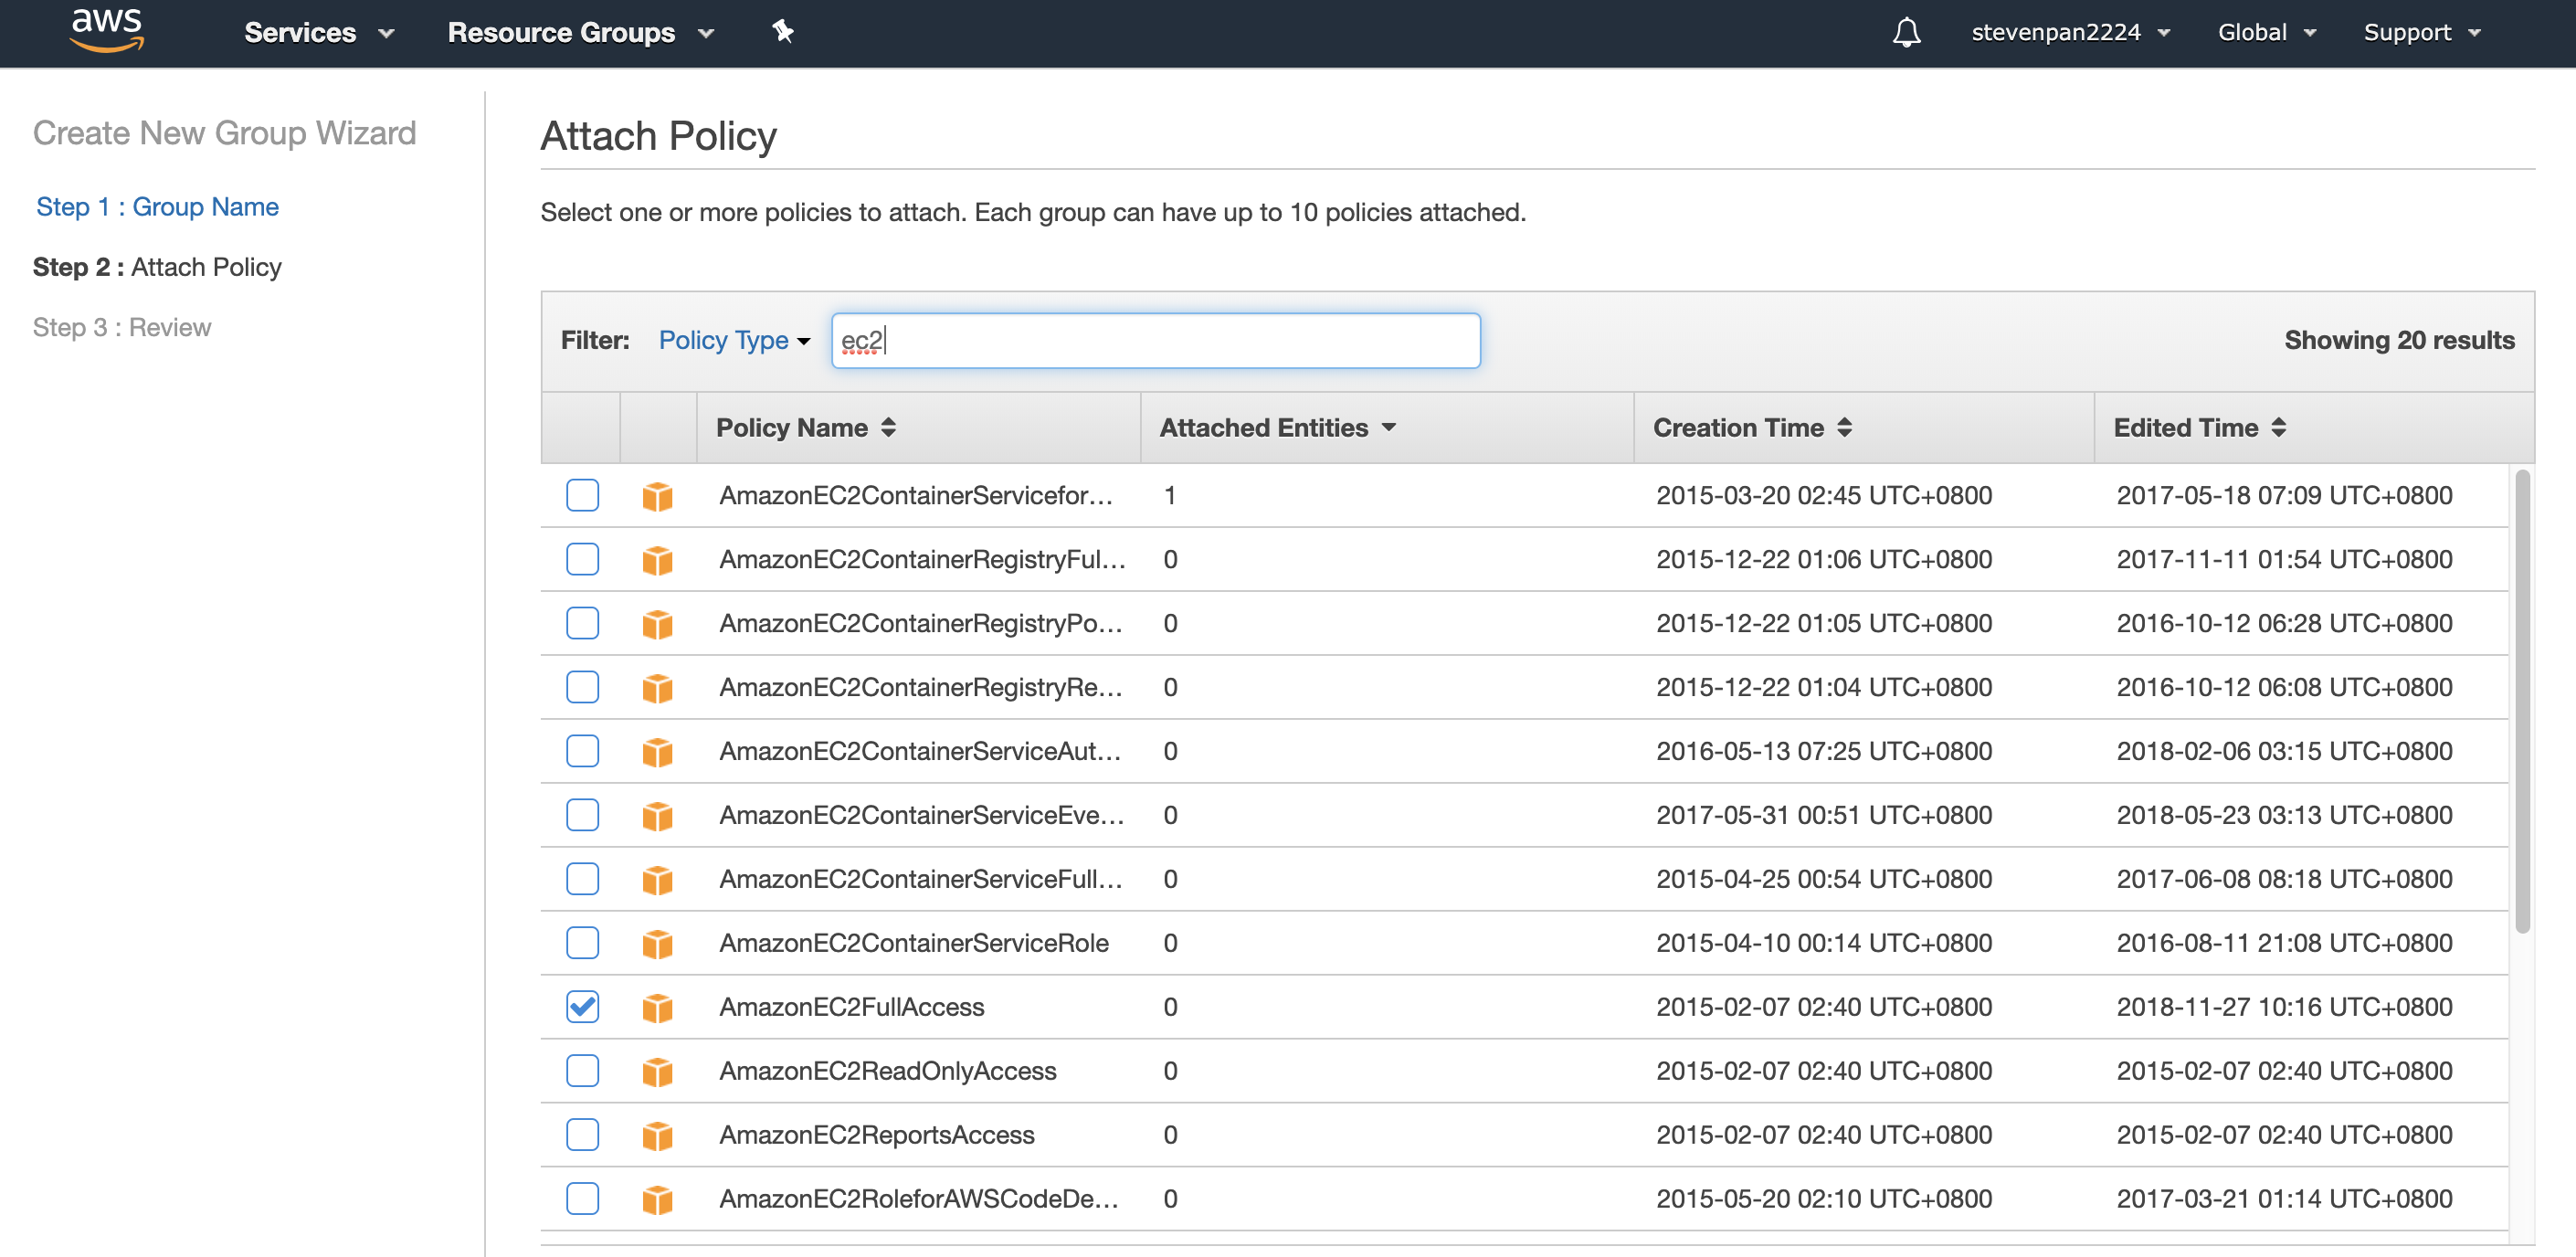 aws Services Resource Groups stevenpan2224 Global Support
Create New Group Wizard
Step 1 : Group Name
Step 2 : Attach Policy
Step 3 : Review
Attach Policy
Select one or more policies to attach. Each group can have up to 10 policies attached.
Filter: Policy Type ec2 Showing 20 results
Policy Name Attached Entities Creation Time Edited Time
AmazonEC2ContainerServicefor... 1 2015-03-20 02:45 UTC+0800 2017-05-18 07:09 UTC+0800
AmazonEC2ContainerRegistryFul... 0 2015-12-22 01:06 UTC+0800 2017-11-11 01:54 UTC+0800
AmazonEC2ContainerRegistryPo... 0 2015-12-22 01:05 UTC+0800 2016-10-12 06:28 UTC+0800
AmazonEC2ContainerRegistryRe... 0 2015-12-22 01:04 UTC+0800 2016-10-12 06:08 UTC+0800
AmazonEC2ContainerServiceAut... 0 2016-05-13 07:25 UTC+0800 2018-02-06 03:15 UTC+0800
AmazonEC2ContainerServiceEve... 0 2017-05-31 00:51 UTC+0800 2018-05-23 03:13 UTC+0800
AmazonEC2ContainerServiceFull... 0 2015-04-25 00:54 UTC+0800 2017-06-08 08:18 UTC+0800
AmazonEC2ContainerServiceRole 0 2015-04-10 00:14 UTC+0800 2016-08-11 21:08 UTC+0800
AmazonEC2FullAccess 0 2015-02-07 02:40 UTC+0800 2018-11-27 10:16 UTC+0800
AmazonEC2ReadOnlyAccess 0 2015-02-07 02:40 UTC+0800 2015-02-07 02:40 UTC+0800
AmazonEC2ReportsAccess 0 2015-02-07 02:40 UTC+0800 2015-02-07 02:40 UTC+0800
AmazonEC2RoleforAWSCodeDe... 0 2015-05-20 02:10 UTC+0800 2017-03-21 01:14 UTC+0800